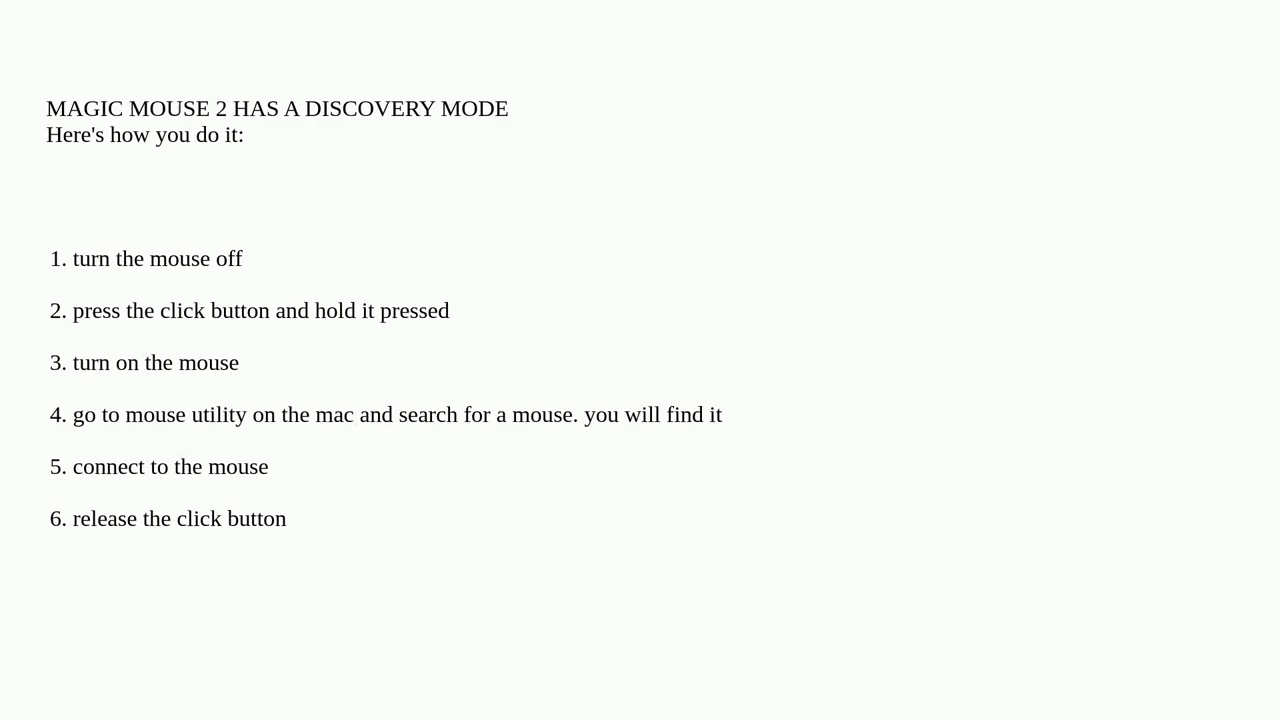 MAGIC MOUSE 2 HAS A DISCOVERY MODE
Here's how you do it:
1. turn the mouse off
2. press the click button and hold it pressed
3. turn on the mouse
4. go to mouse utility on the mac and search for a mouse. you will find it
5. connect to the mouse
6. release the click button